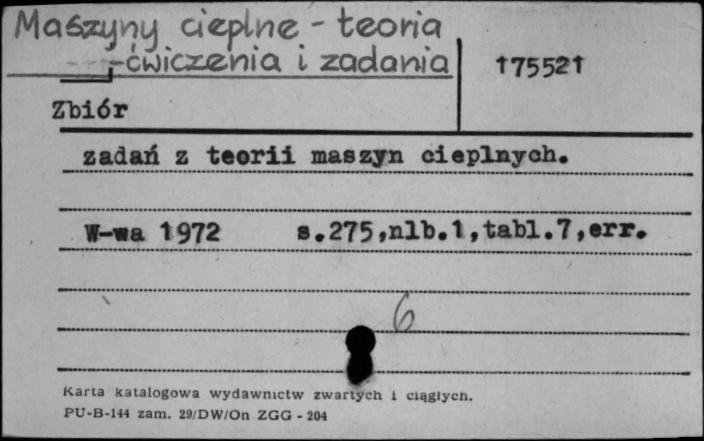 Maszyny cieplne - teoria
- ćwiczenia i zadania
175521
Zbiór
zadań z teorii maszyn cieplnych.
W-wa 1972 s.275,nlb.1,tabl.7,err.
6
Karta katalogowa wydawnictw zwartych i ciągłych.
PU-B-144 zam. 29/DW/On ZGG - 204